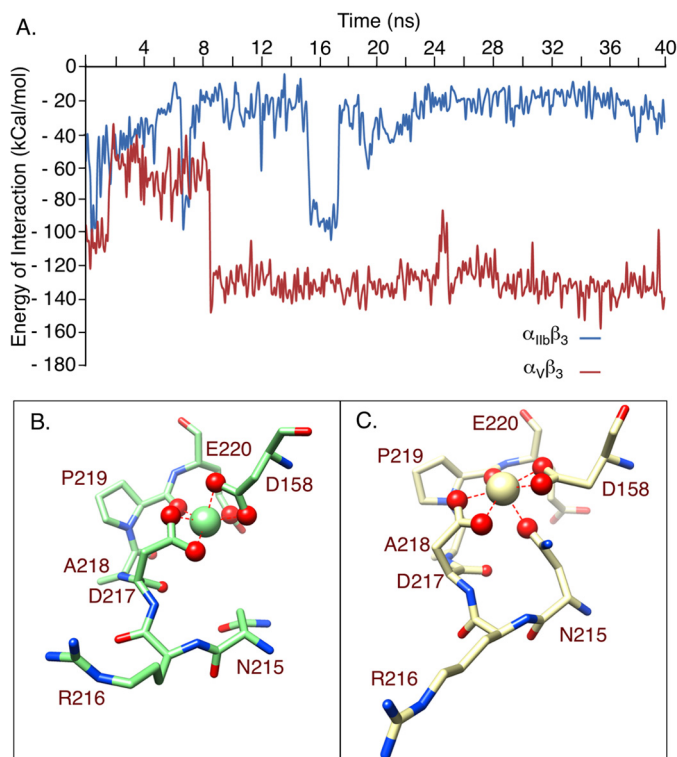 A.
Time (ns)
4 8 12 16 20 24 28 32 36 40
Energy of Interaction (kCal/mol)
0
- 20
- 40
- 60
- 80
- 100
- 120
- 140
- 160
- 180
αIIbβ3
αVβ3
B.
E220
P219
D158
A218
D217
N215
R216
C.
E220
P219
D158
A218
D217
N215
R216